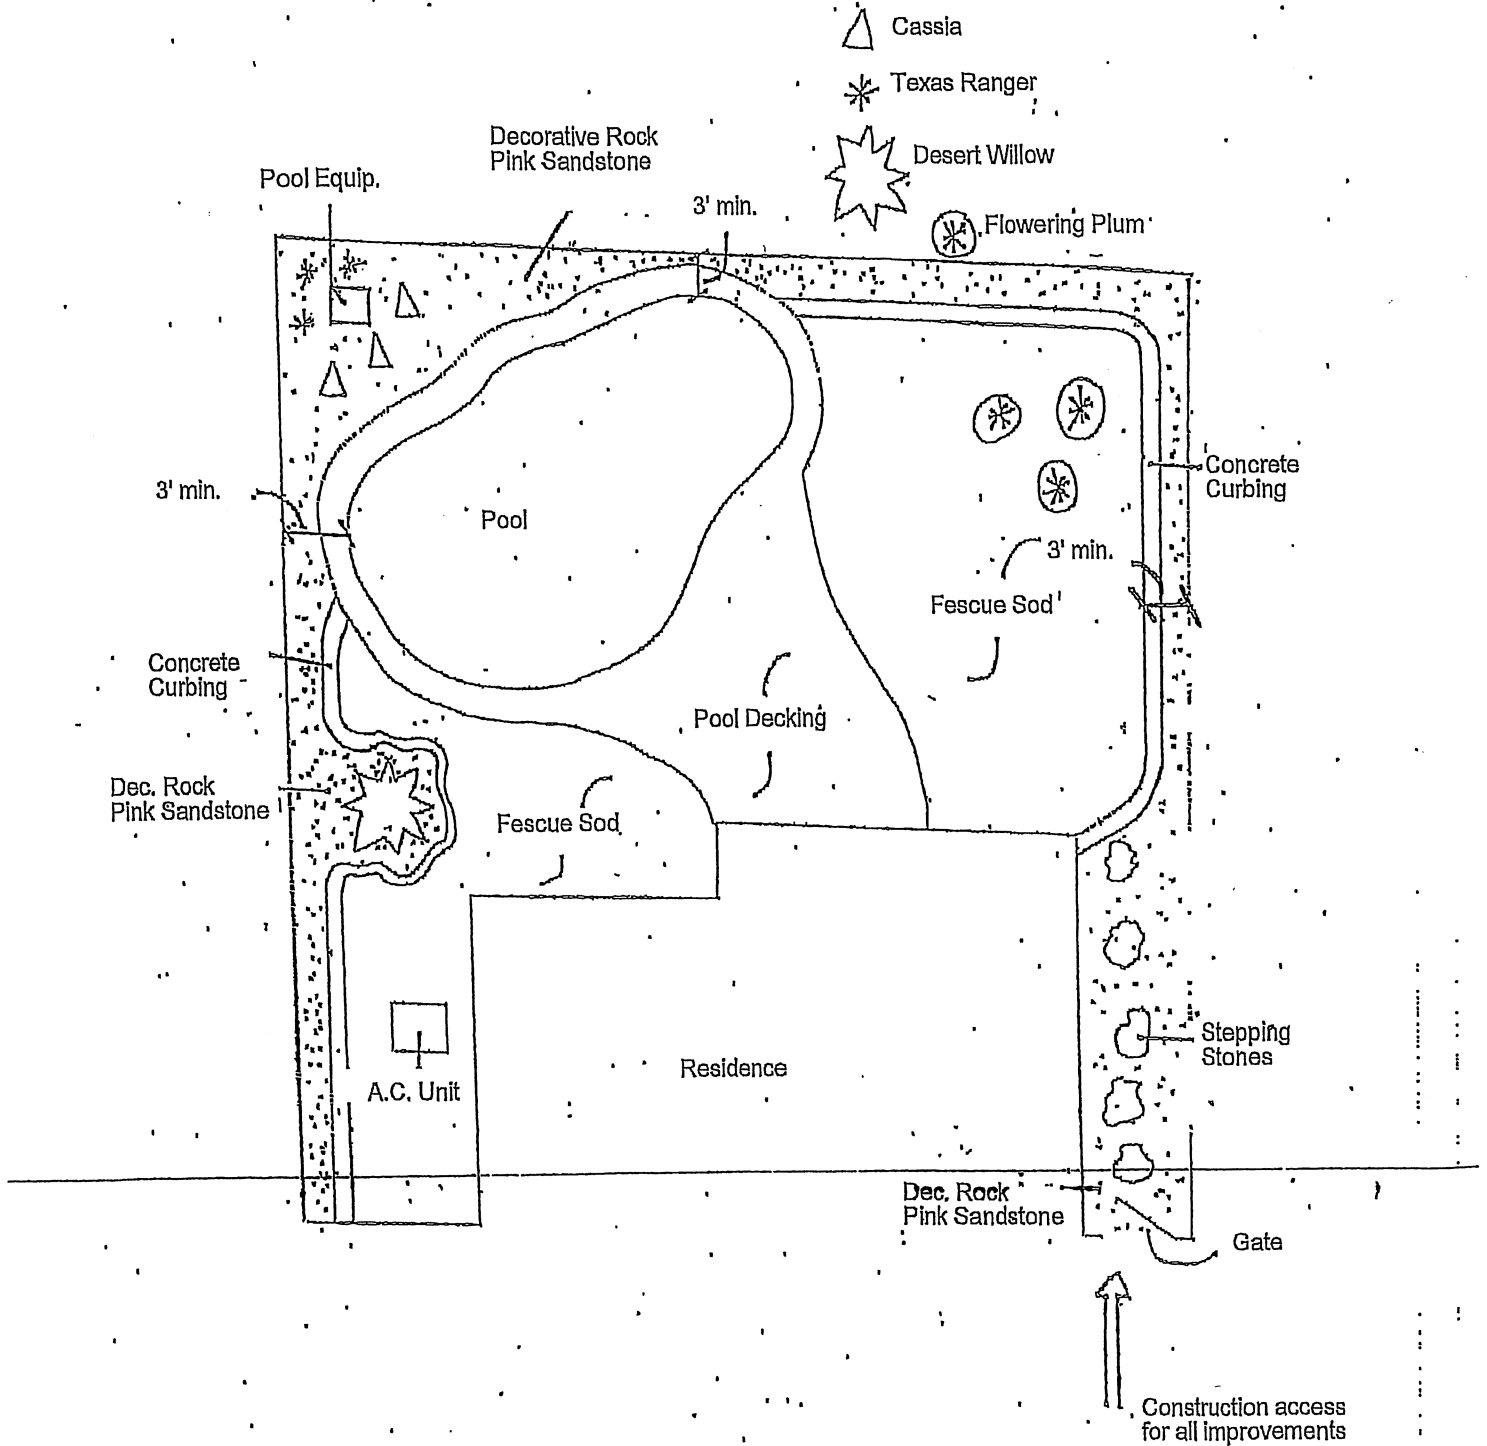 Cassia
Texas Ranger
Decorative Rock
Pink Sandstone
Desert Willow
Pool Equip.
3' min.
Flowering Plum
Concrete
Curbing
3' min.
Pool
3' min.
Fescue Sod
Concrete
Curbing
Pool Decking
Dec. Rock
Pink Sandstone
Fescue Sod
Stepping
Stones
Residence
A.C. Unit
Dec. Rock
Pink Sandstone
Gate
Construction access
for all improvements